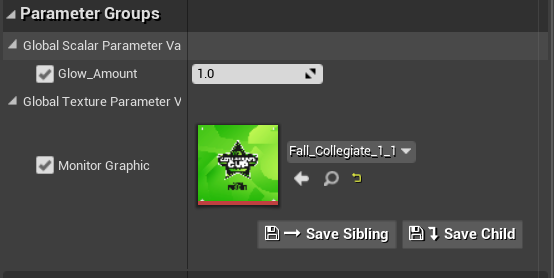 Parameter Groups
Global Scalar Parameter Va
Glow_Amount
1.0
Global Texture Parameter V
Monitor Graphic
CUP
Fall_Collegiate_1_1
Save Sibling
Save Child